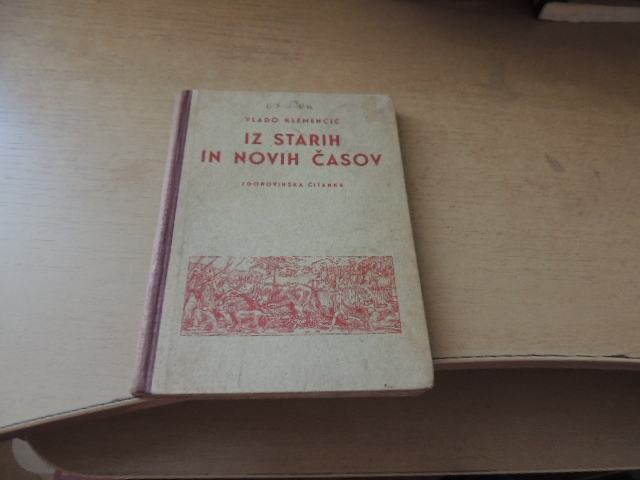 VLADO KLEMENČIČ
IZ STARIH
IN NOVIH ČASOV
ZGODOVINSKA ČITANKA